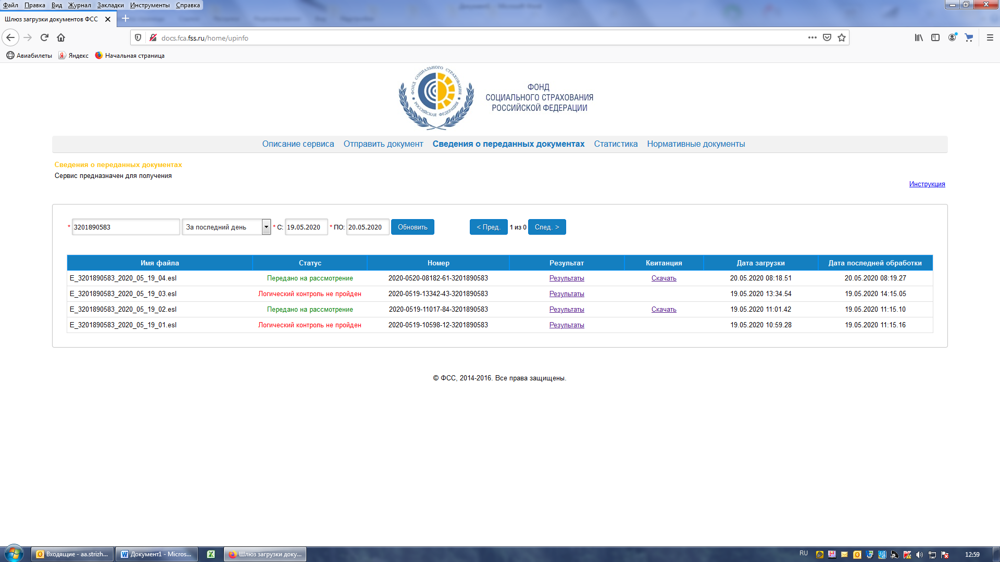 Файл Правка Вид Журнал Закладки Инструменты Справка
Шлюз загрузки документов ФСС
docs.fca.fss.ru/home/upinfo
Авиабилеты Яндекс Начальная страница
ФОНД СОЦИАЛЬНОГО СТРАХОВАНИЯ
РОССИЙСКАЯ ФЕДЕРАЦИЯ
ФОНД
СОЦИАЛЬНОГО СТРАХОВАНИЯ
РОССИЙСКОЙ ФЕДЕРАЦИИ
Описание сервиса Отправить документ Сведения о переданных документах Статистика Нормативные документы
Сведения о переданных документах
Сервис предназначен для получения
Инструкция
* 3201890583 За последний день * С: 19.05.2020 * ПО: 20.05.2020 Обновить < Пред. 1 из 0 След. >
Имя файла Статус Номер Результат Квитанция Дата загрузки Дата последней обработки
E_3201890583_2020_05_19_04.esl Передано на рассмотрение 2020-0520-08182-61-3201890583 Результаты Скачать 20.05.2020 08:18.51 20.05.2020 08:19.27
E_3201890583_2020_05_19_03.esl Логический контроль не пройден 2020-0519-13342-43-3201890583 Результаты 19.05.2020 13:34.54 19.05.2020 14:15.05
E_3201890583_2020_05_19_02.esl Передано на рассмотрение 2020-0519-11017-84-3201890583 Результаты Скачать 19.05.2020 11:01.42 19.05.2020 11:15.10
E_3201890583_2020_05_19_01.esl Логический контроль не пройден 2020-0519-10598-12-3201890583 Результаты 19.05.2020 10:59.28 19.05.2020 11:15.16
© ФСС, 2014-2016. Все права защищены.
Входящие - aa.strizh... Документ1 - Micros... Шлюз загрузки доку... RU 12:59